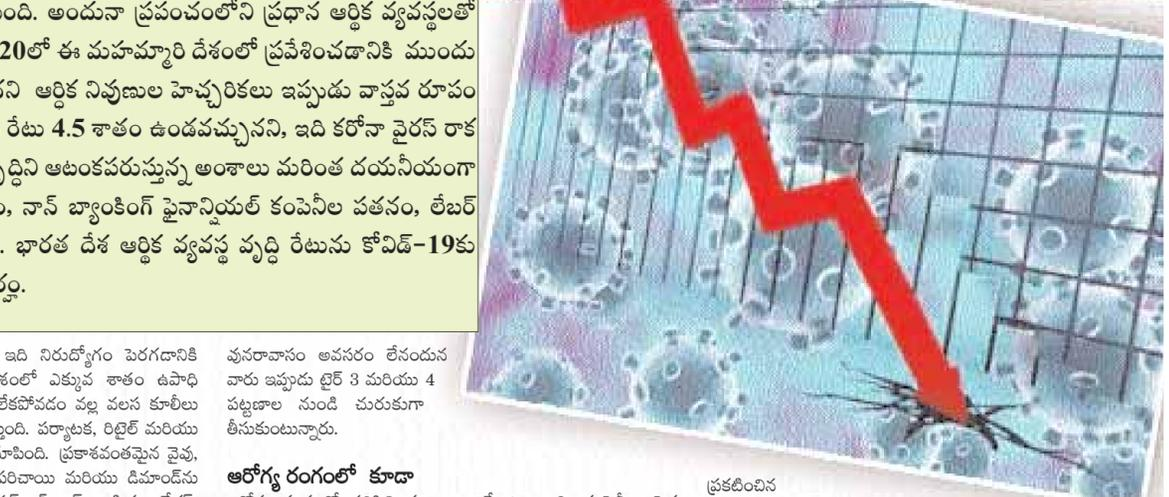 ుంది. అందునా ప్రపంచంలోని ప్రధాన ఆర్థిక వ్యవస్థలతో
20లో ఈ మహమ్మారి దేశంలో ప్రవేశించడానికి ముందు
ఆర్థిక నివుణుల హెచ్చరికలు ఇప్పుడు వాస్తవ రూపం
రేటు 4.5 శాతం ఉండవచ్చునని, ఇది కరోనా వైరస్ రాక
ద్ధిని ఆటంకపరుస్తున్న అంశాలు మరింత దయనీయంగా
నాన్ బ్యాంకింగ్ ఫైనాన్షియల్ కంపెనీల పతనం, లేబర్
. భారత దేశ ఆర్థిక వ్యవస్థ వృద్ధి రేటును కోవిడ్-19కు
ర్హం.
ఇది నిరుద్యోగం పెరగడానికి
శంలో ఎక్కువ శాతం ఉపాధి
లేకపోవడం వల్ల వలస కూలీలు
్తుంది. పర్యాటక, రిటైల్ మరియు
పింది. ప్రకాశవంతమైన వైవు,
పరిచాయి మరియు డిమాండ్‌ను
వునరావాసం అవసరం లేనందున
వారు ఇప్పుడు టైర్ 3 మరియు 4
పట్టణాల నుండి చురుకుగా
తీసుకుంటున్నారు.
ఆరోగ్య రంగంలో కూడా
ప్రకటించిన